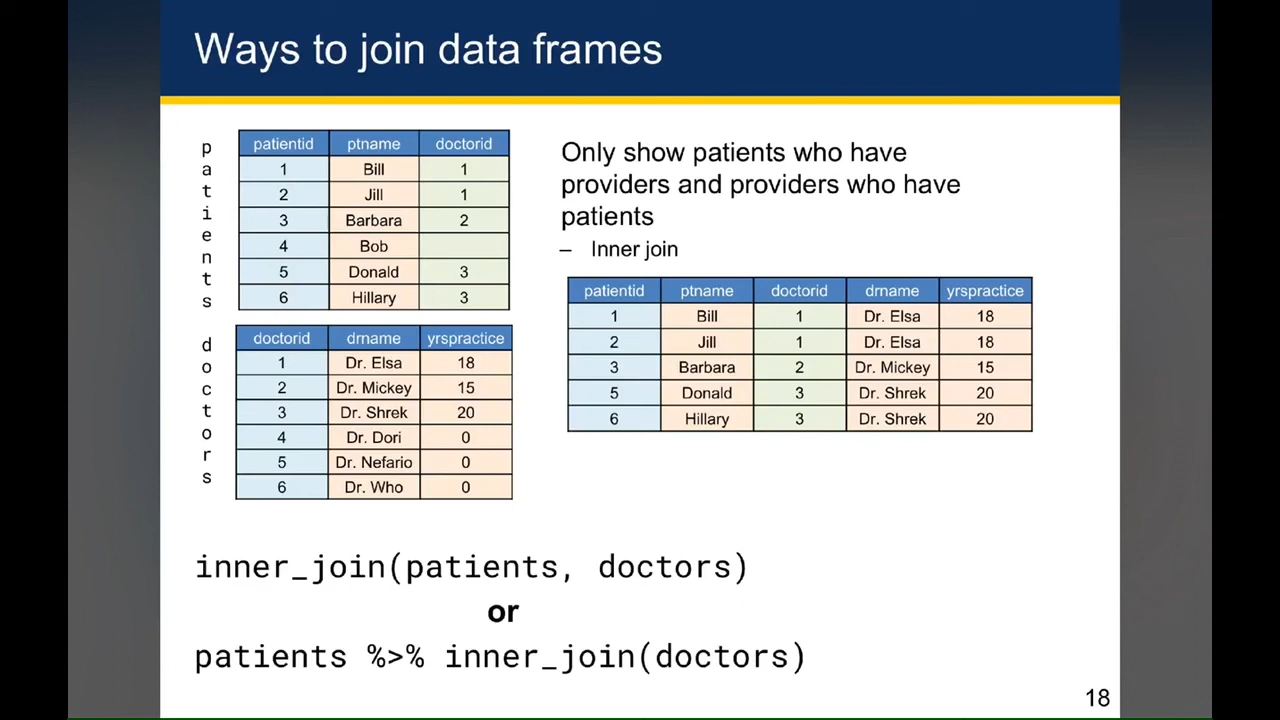 Ways to join data frames
patients
patientid ptname doctorid
1 Bill 1
2 Jill 1
3 Barbara 2
4 Bob
5 Donald 3
6 Hillary 3
doctors
doctorid drname yrspractice
1 Dr. Elsa 18
2 Dr. Mickey 15
3 Dr. Shrek 20
4 Dr. Dori 0
5 Dr. Nefario 0
6 Dr. Who 0
Only show patients who have
providers and providers who have
patients
– Inner join
patientid ptname doctorid drname yrspractice
1 Bill 1 Dr. Elsa 18
2 Jill 1 Dr. Elsa 18
3 Barbara 2 Dr. Mickey 15
5 Donald 3 Dr. Shrek 20
6 Hillary 3 Dr. Shrek 20
inner_join(patients, doctors)
or
patients %>% inner_join(doctors)
18